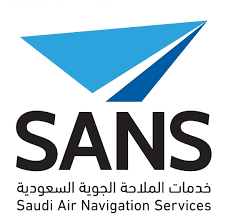 SANS
خدمات الملاحة الجوية السعودية
Saudi Air Navigation Services